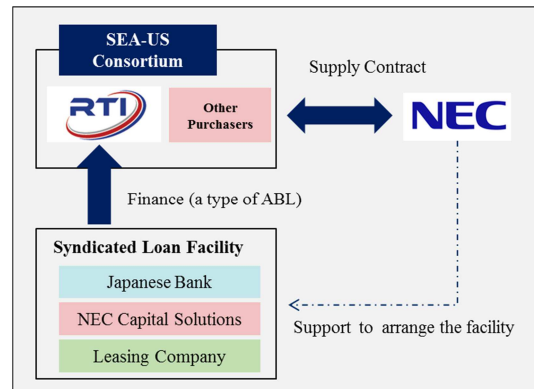 SEA-US
Consortium
RTI
Other
Purchasers
Supply Contract
NEC
Finance (a type of ABL)
Syndicated Loan Facility
Japanese Bank
NEC Capital Solutions
Leasing Company
Support to arrange the facility